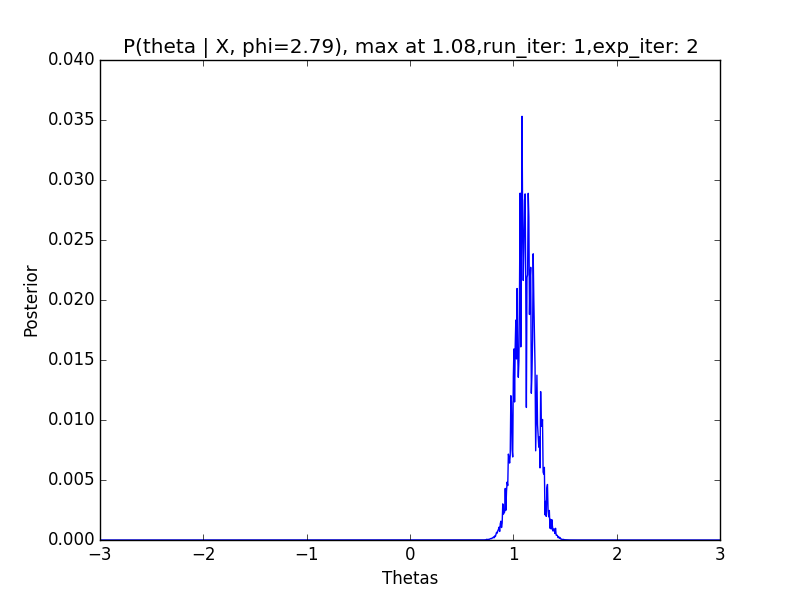 P(theta | X, phi=2.79), max at 1.08,run_iter: 1,exp_iter: 2
0.040
0.035
0.030
0.025
0.020
0.015
0.010
0.005
0.000
Posterior
−3 −2 −1 0 1 2 3
Thetas